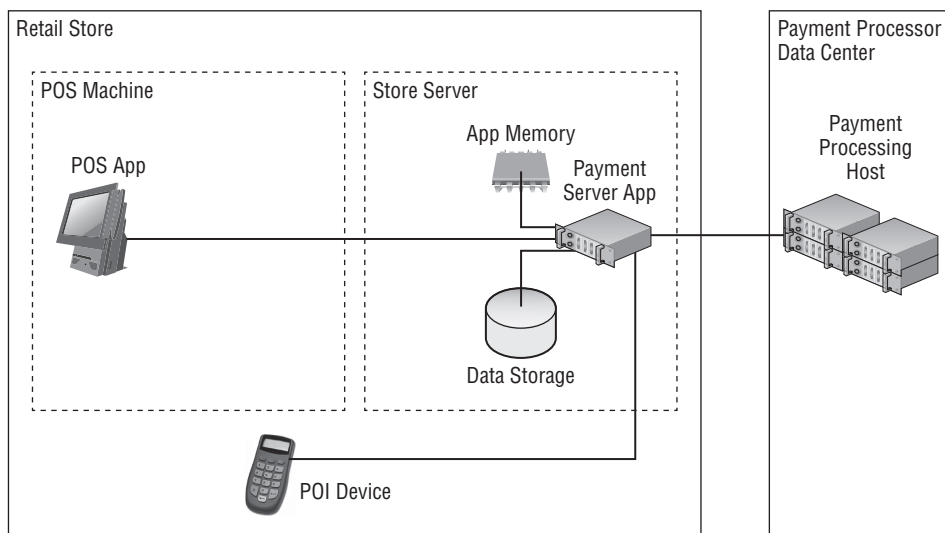 Retail Store
Payment Processor
Data Center
POS Machine
Store Server
POS App
App Memory
Payment
Server App
Payment
Processing
Host
Data Storage
POI Device